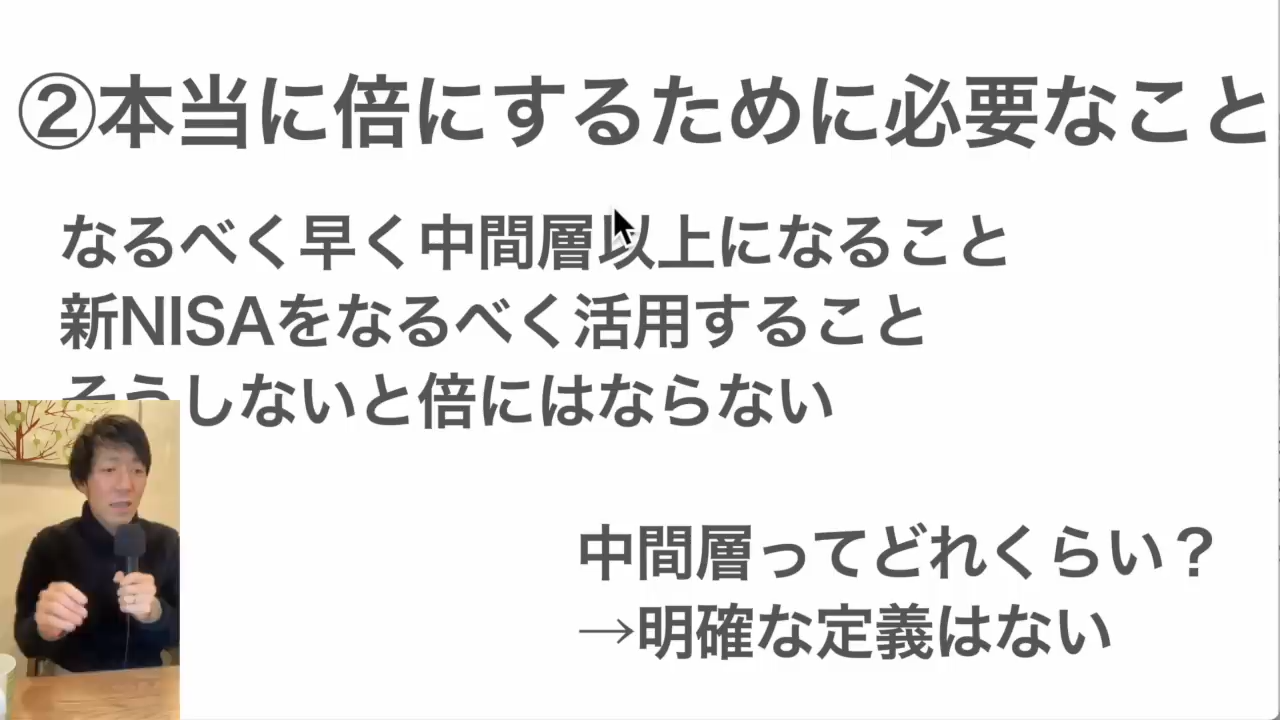 ②本当に倍にするために必要なこと
なるべく早く中間層以上になること
新NISAをなるべく活用すること
そうしないと倍にはならない
中間層ってどれくらい？
→明確な定義はない